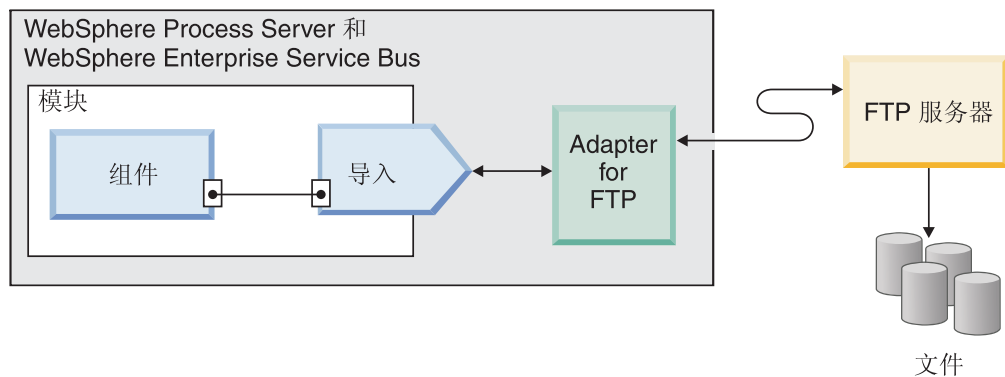 WebSphere Process Server 和
WebSphere Enterprise Service Bus
模块
组件
导入
Adapter
for
FTP
FTP 服务器
文件